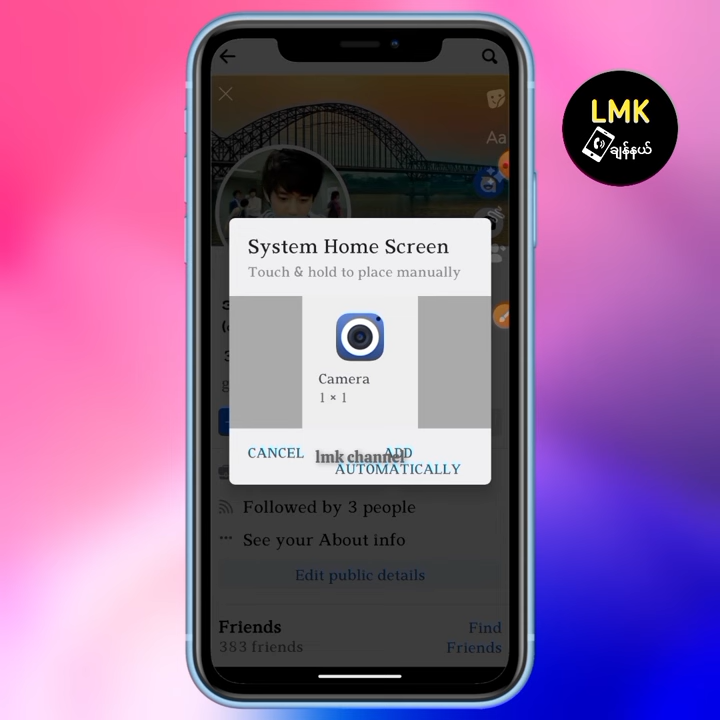 LMK
ချန်နယ်
Aa
System Home Screen
Touch & hold to place manually
Camera
1 × 1
CANCEL
ADD
AUTOMATICALLY
lmk channel
Followed by 3 people
See your About info
Edit public details
Friends
Find
383 friends
Friends